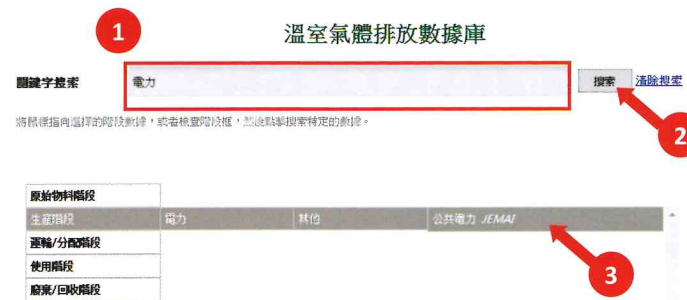 1
溫室氣體排放數據庫
關鍵字搜索 電力 搜索 清除搜索
2
將鼠標指向選擇的階段數據，或者檢查階段框，然後點擊搜索特定的數據。
原始物料階段
生産階段 電力 其他 公共電力 JEMAI
運輸/分配階段
使用階段
3
廢棄/回收階段